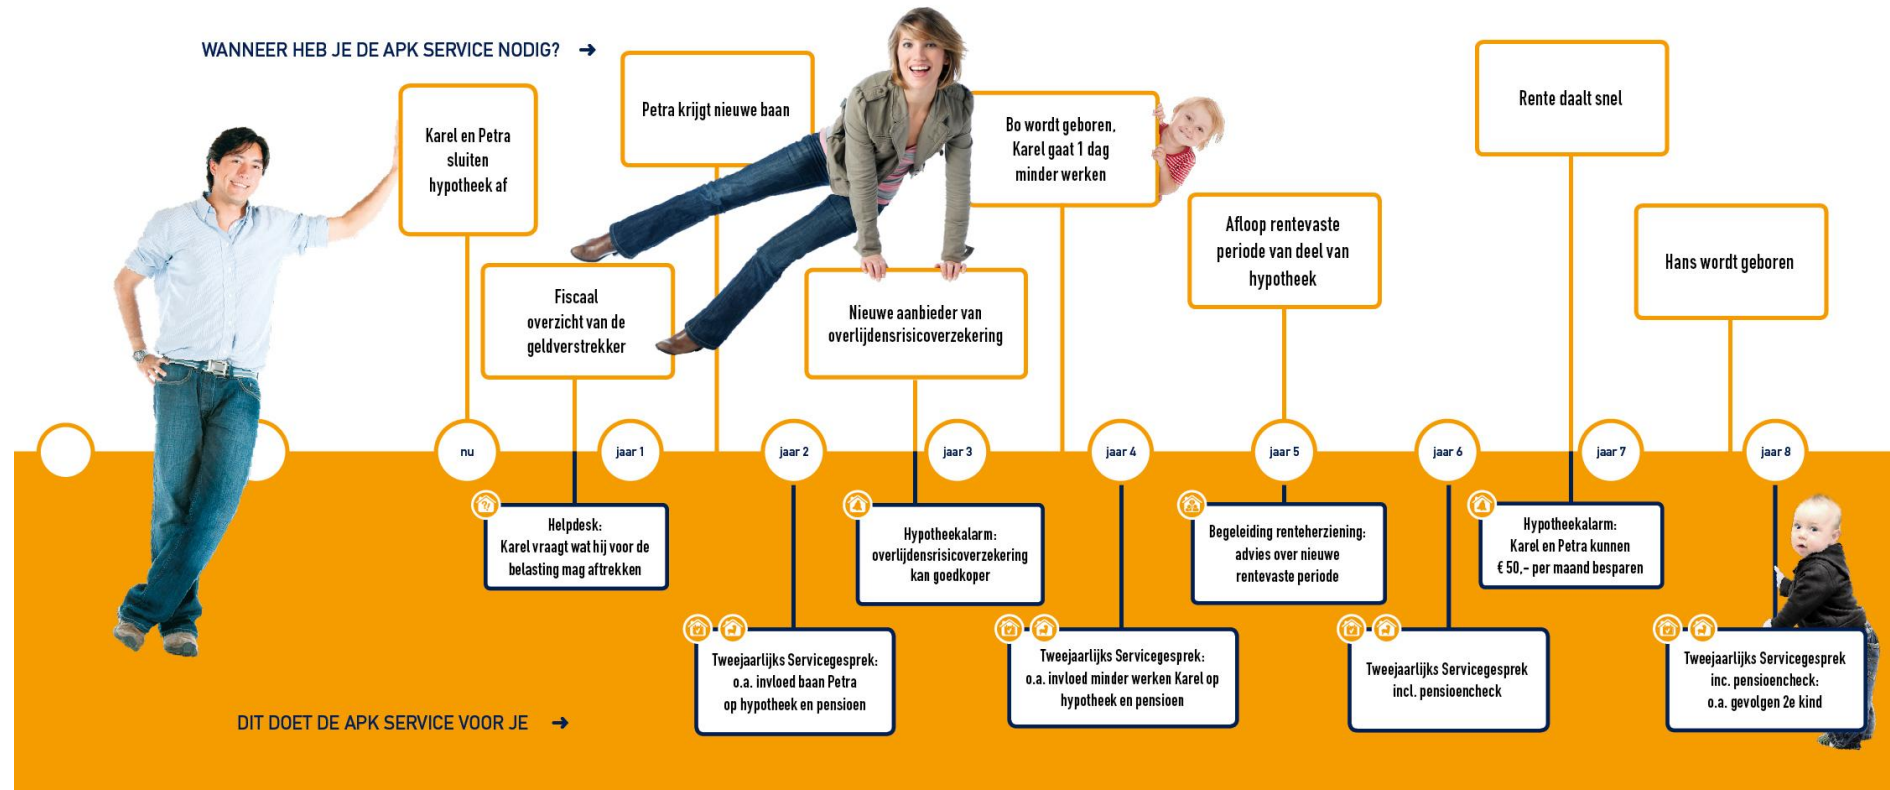 WANNEER HEB JE DE APK SERVICE NODIG? →
Karel en Petra
sluiten
hypotheek af
Fiscaal
overzicht van de
geldverstrekker
Petra krijgt nieuwe baan
Nieuwe aanbieder van
overlijdensrisicoverzekering
Bo wordt geboren,
Karel gaat 1 dag
minder werken
Afloop rentevaste
periode van deel van
hypotheek
Rente daalt snel
Hans wordt geboren
nu
jaar 1
jaar 2
jaar 3
jaar 4
jaar 5
jaar 6
jaar 7
jaar 8
Helpdesk:
Karel vraagt wat hij voor de
belasting mag aftrekken
Tweejaarlijks Servicegesprek:
o.a. invloed baan Petra
op hypotheek en pensioen
Hypotheekalarm:
overlijdensrisicoverzekering
kan goedkoper
Tweejaarlijks Servicegesprek:
o.a. invloed minder werken Karel op
hypotheek en pensioen
Begeleiding renteherziening:
advies over nieuwe
rentevaste periode
Tweejaarlijks Servicegesprek
incl. pensioencheck
Hypotheekalarm:
Karel en Petra kunnen
€ 50,- per maand besparen
Tweejaarlijks Servicegesprek
inc. pensioencheck:
o.a. gevolgen 2e kind
DIT DOET DE APK SERVICE VOOR JE →